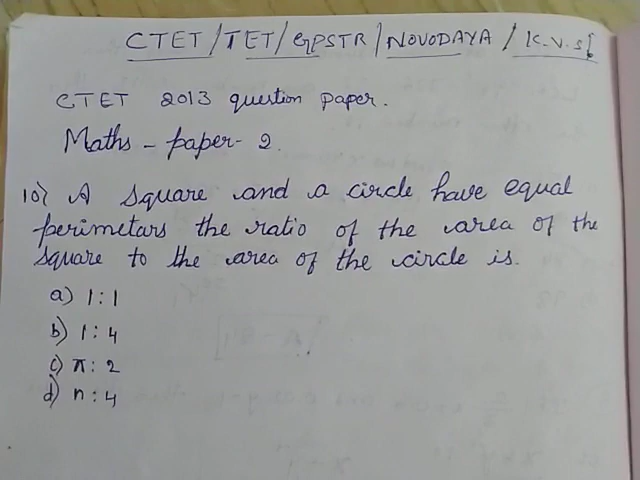 CTET/TET/GPSTR/NOVODAYA/K.V.S
CTET 2013 question paper.
Maths - paper - 2.
10) A square and a circle have equal
perimetars the ratio of the area of the
square to the area of the circle is.
a) 1:1
b) 1:4
c) π:2
d) n:4